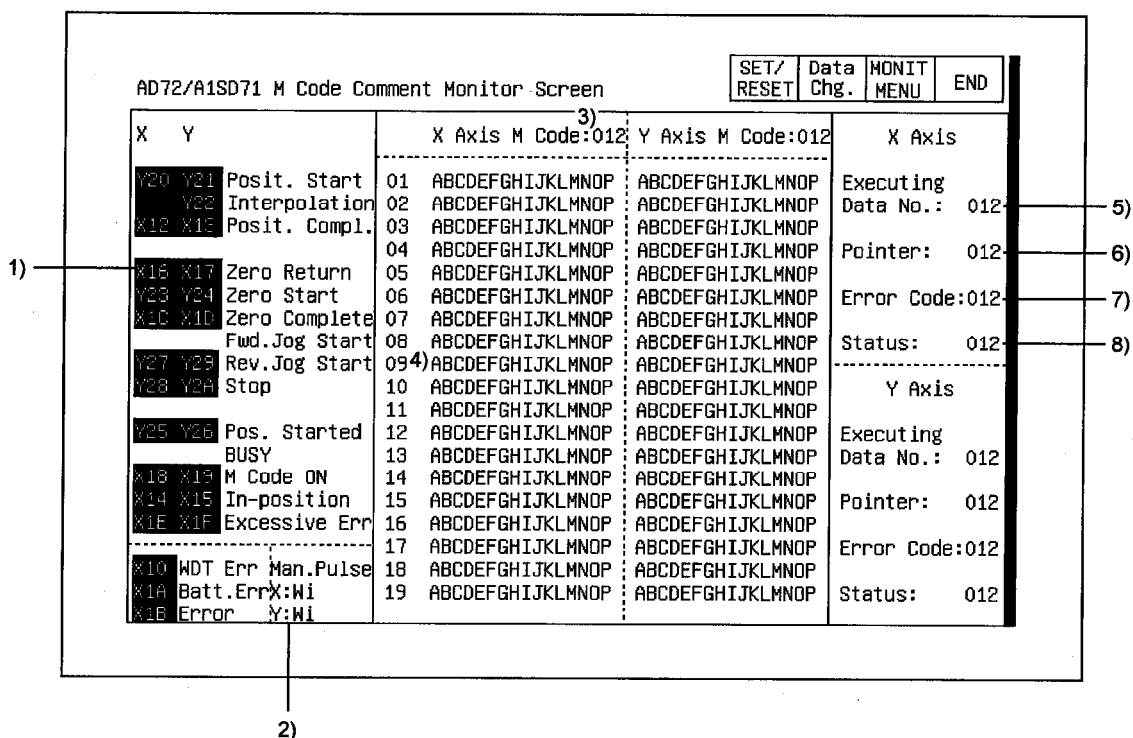 AD72/A1SD71 M Code Comment Monitor Screen
SET/ RESET
Data Chg.
MONIT MENU
END
X Y
3)
X Axis M Code:012 Y Axis M Code:012
X Axis
Y20 Y21 Posit. Start
Y22 Interpolation
X12 X13 Posit. Compl.
1)
X16 X17 Zero Return
Y23 Y24 Zero Start
X1C X1D Zero Complete
Fwd.Jog Start
Y27 Y29 Rev.Jog Start
Y28 Y2A Stop
Y25 Y26 Pos. Started
BUSY
X18 X19 M Code ON
X14 X15 In-position
X1E X1F Excessive Err
X10 WDT Err Man.Pulse
X1A Batt.Err X:Wi
X1B Error Y:Wi
2)
01 ABCDEFGHIJKLMNOP ABCDEFGHIJKLMNOP
02 ABCDEFGHIJKLMNOP ABCDEFGHIJKLMNOP
03 ABCDEFGHIJKLMNOP ABCDEFGHIJKLMNOP
04 ABCDEFGHIJKLMNOP ABCDEFGHIJKLMNOP
05 ABCDEFGHIJKLMNOP ABCDEFGHIJKLMNOP
06 ABCDEFGHIJKLMNOP ABCDEFGHIJKLMNOP
07 ABCDEFGHIJKLMNOP ABCDEFGHIJKLMNOP
08 ABCDEFGHIJKLMNOP ABCDEFGHIJKLMNOP
09 4) ABCDEFGHIJKLMNOP ABCDEFGHIJKLMNOP
10 ABCDEFGHIJKLMNOP ABCDEFGHIJKLMNOP
11 ABCDEFGHIJKLMNOP ABCDEFGHIJKLMNOP
12 ABCDEFGHIJKLMNOP ABCDEFGHIJKLMNOP
13 ABCDEFGHIJKLMNOP ABCDEFGHIJKLMNOP
14 ABCDEFGHIJKLMNOP ABCDEFGHIJKLMNOP
15 ABCDEFGHIJKLMNOP ABCDEFGHIJKLMNOP
16 ABCDEFGHIJKLMNOP ABCDEFGHIJKLMNOP
17 ABCDEFGHIJKLMNOP ABCDEFGHIJKLMNOP
18 ABCDEFGHIJKLMNOP ABCDEFGHIJKLMNOP
19 ABCDEFGHIJKLMNOP ABCDEFGHIJKLMNOP
Executing
Data No.: 012 5)
Pointer: 012 6)
Error Code:012 7)
Status: 012 8)
Y Axis
Executing
Data No.: 012
Pointer: 012
Error Code:012
Status: 012